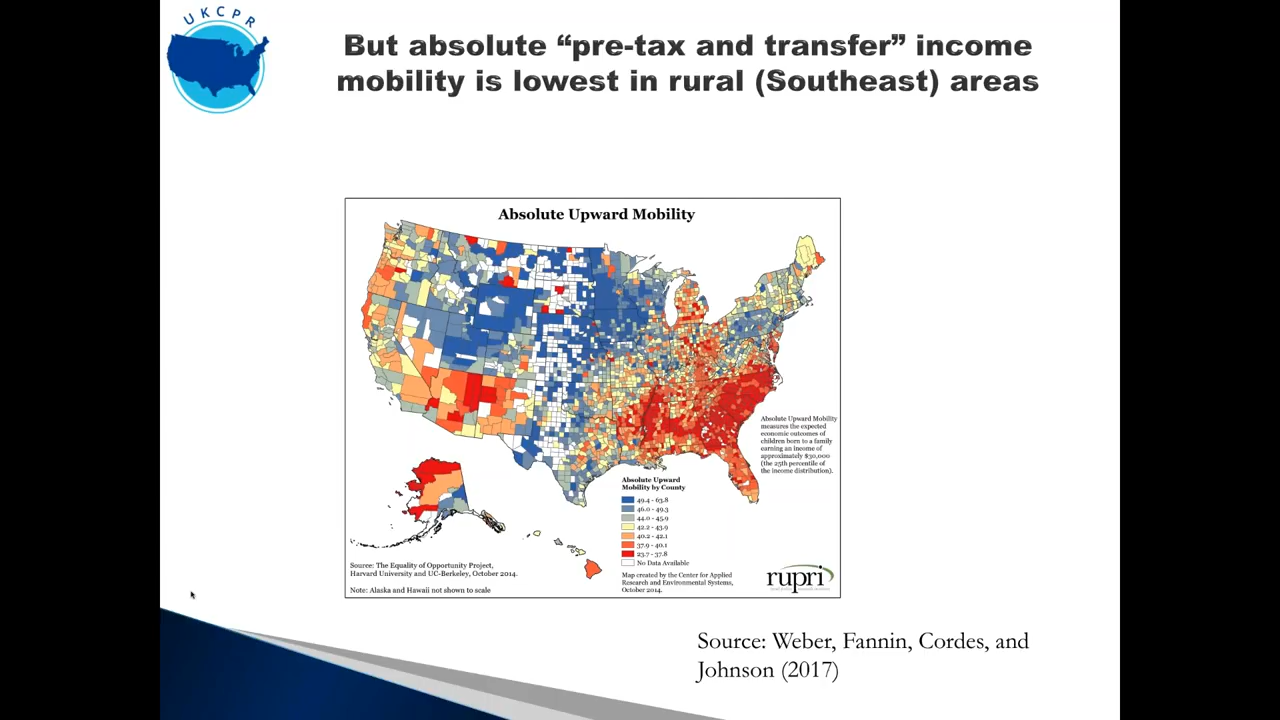 UKCPR
But absolute “pre-tax and transfer” income
mobility is lowest in rural (Southeast) areas
Absolute Upward Mobility
Absolute Upward Mobility
measures the expected
economic outcomes of
children born to a family
earning an income of
approximately $30,000
(the 25th percentile of
the income distribution).
Absolute Upward
Mobility by County
49.4 - 63.8
46.0 - 49.3
44.0 - 45.9
42.2 - 43.9
40.2 - 42.1
37.9 - 40.1
23.7 - 37.8
No Data Available
Source: The Equality of Opportunity Project,
Harvard University and UC-Berkeley, October 2014.
Note: Alaska and Hawaii not shown to scale
Map created by the Center for Applied
Research and Environmental Systems,
October 2014.
rupri
Source: Weber, Fannin, Cordes, and
Johnson (2017)